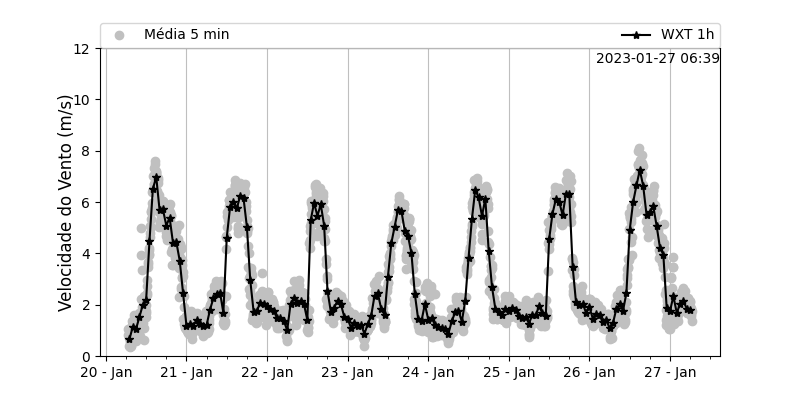 Média 5 min
WXT 1h
2023-01-27 06:39
Velocidade do Vento (m/s)
12
10
8
6
4
2
0
20 - Jan
21 - Jan
22 - Jan
23 - Jan
24 - Jan
25 - Jan
26 - Jan
27 - Jan